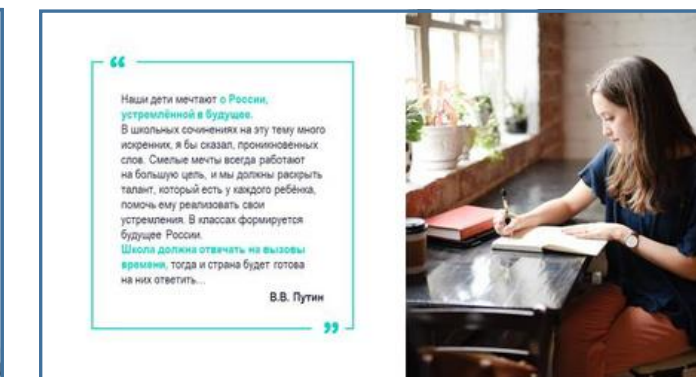 “
Наши дети мечтают о России,
устремлённой в будущее.
В школьных сочинениях на эту тему много
искренних, я бы сказал, проникновенных
слов. Смелые мечты всегда работают
на большую цель, и мы должны раскрыть
талант, который есть у каждого ребёнка,
помочь ему реализовать свои
устремления. В классах формируется
будущее России.
Школа должна отвечать на вызовы
времени, тогда и страна будет готова
на них ответить...
В.В. Путин
”